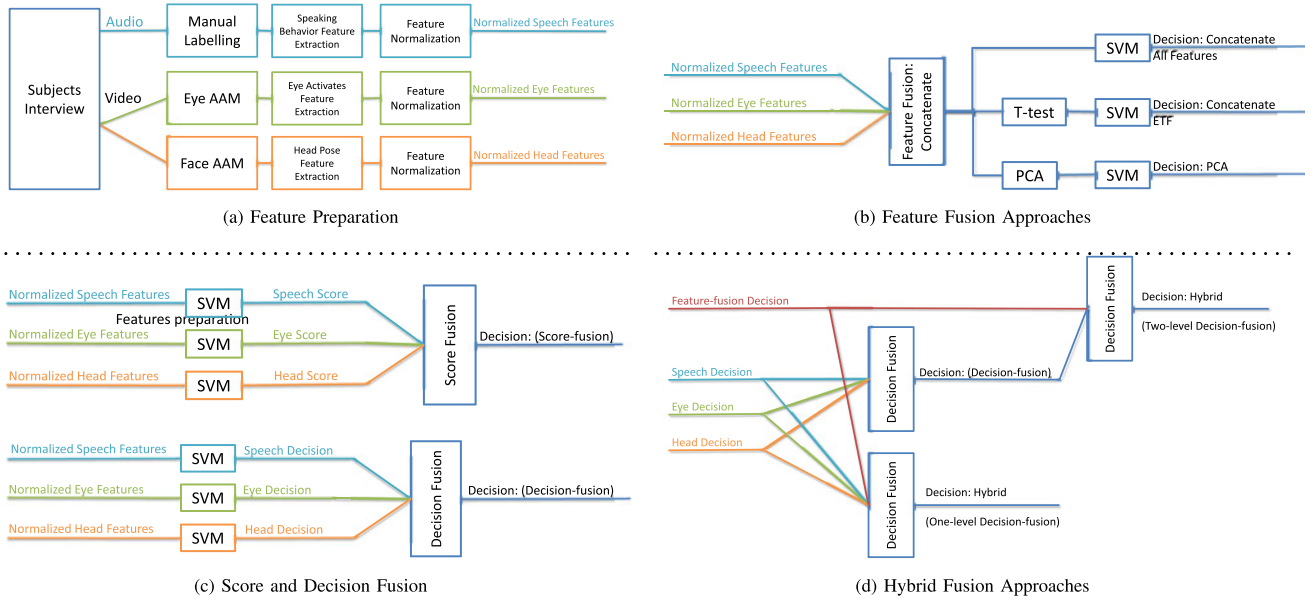 Subjects
Interview
Audio
Video
Manual
Labelling
Speaking
Behavior Feature
Extraction
Feature
Normalization
Normalized Speech Features
Eye AAM
Eye Activates
Feature
Extraction
Feature
Normalization
Normalized Eye Features
Face AAM
Head Pose
Feature
Extraction
Feature
Normalization
Normalized Head Features
(a) Feature Preparation
Normalized Speech Features
Normalized Eye Features
Normalized Head Features
Feature Fusion:
Concatenate
SVM
Decision: Concatenate
All Features
T-test
SVM
Decision: Concatenate
ETF
PCA
SVM
Decision: PCA
(b) Feature Fusion Approaches
Normalized Speech Features
SVM
Speech Score
Features preparation
Normalized Eye Features
SVM
Eye Score
Normalized Head Features
SVM
Head Score
Score Fusion
Decision: (Score-fusion)
Normalized Speech Features
SVM
Speech Decision
Normalized Eye Features
SVM
Eye Decision
Normalized Head Features
SVM
Head Decision
Decision Fusion
Decision: (Decision-fusion)
(c) Score and Decision Fusion
Feature-fusion Decision
Speech Decision
Eye Decision
Head Decision
Decision Fusion
Decision: (Decision-fusion)
Decision Fusion
Decision: Hybrid
(Two-level Decision-fusion)
Decision Fusion
Decision: Hybrid
(One-level Decision-fusion)
(d) Hybrid Fusion Approaches